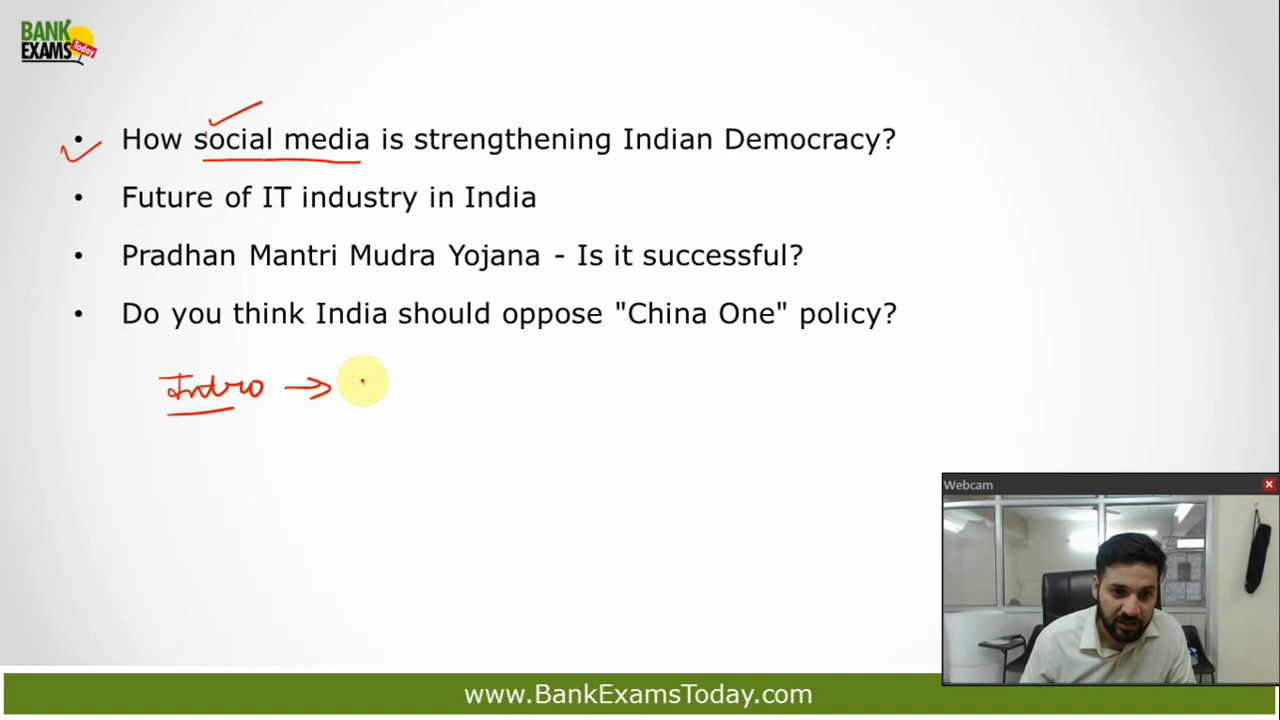 BANK
EXAMS Today
• How social media is strengthening Indian Democracy?
• Future of IT industry in India
• Pradhan Mantri Mudra Yojana - Is it successful?
• Do you think India should oppose "China One" policy?
Intro →
Webcam
www.BankExamsToday.com